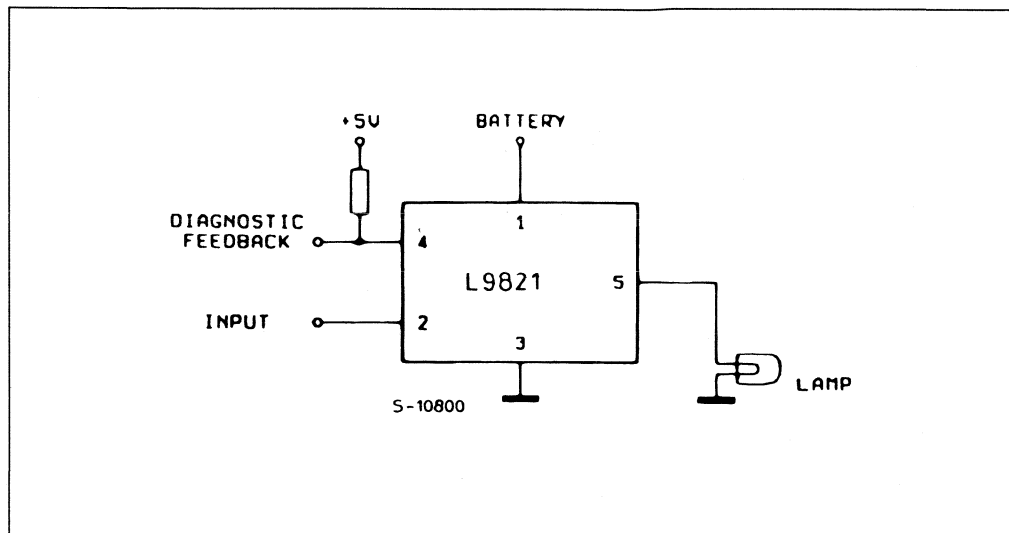 +5V
BATTERY
DIAGNOSTIC
FEEDBACK
1
4
L9821
5
INPUT
2
3
S-10800
LAMP